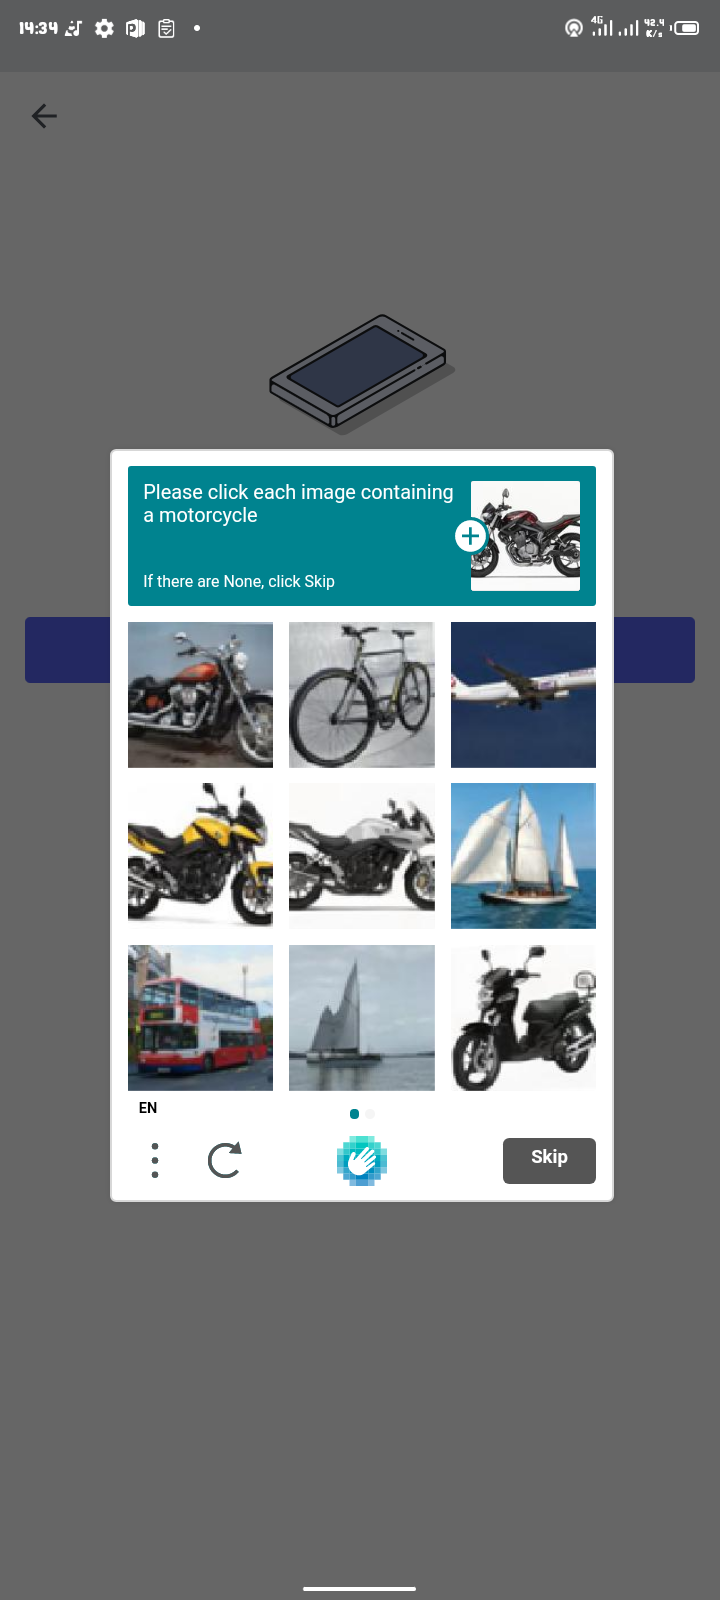 14:34
4G
42.4
K/s
Please click each image containing
a motorcycle
If there are None, click Skip
EN
Skip